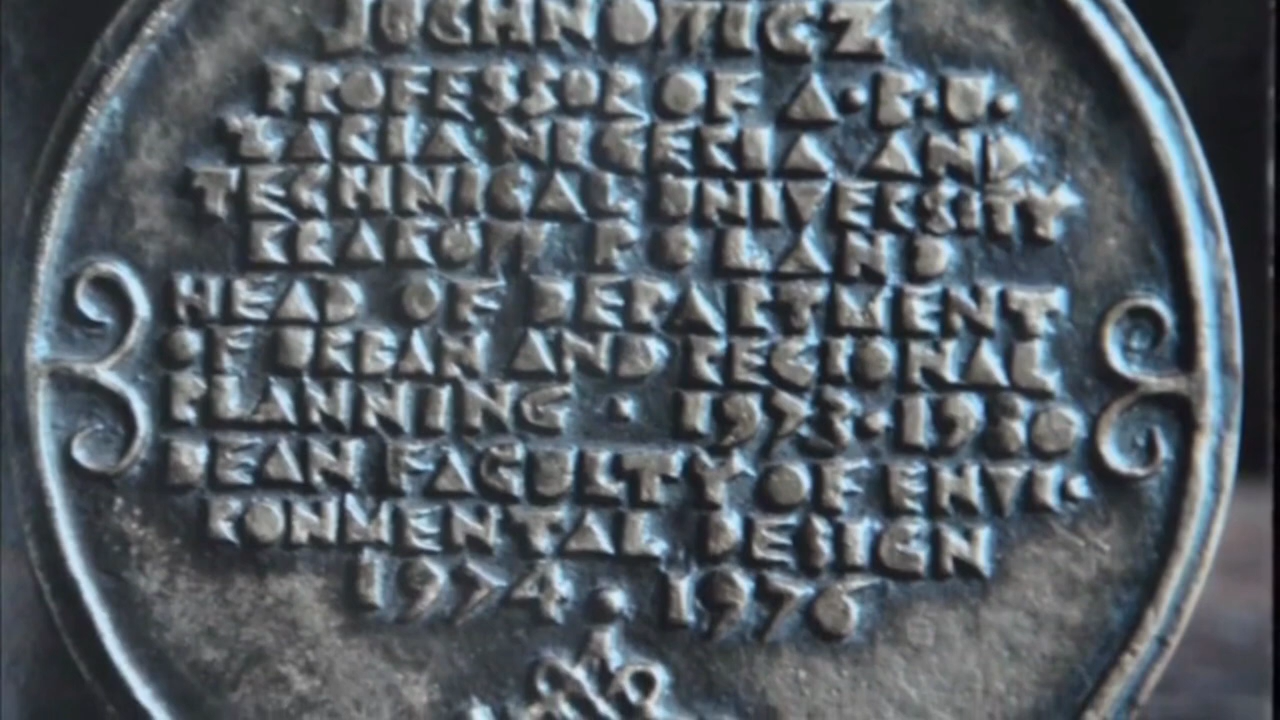 JUCHNOWICZ
PROFESSOR OF A·B·U·
ZARIA NIGERIA AND
TECHNICAL UNIVERSITY
KRAKOW POLAND
HEAD OF DEPARTMENT
OF URBAN AND REGIONAL
PLANNING · 1973·1980
DEAN FACULTY OF ENVI·
RONMENTAL DESIGN
1974·1976